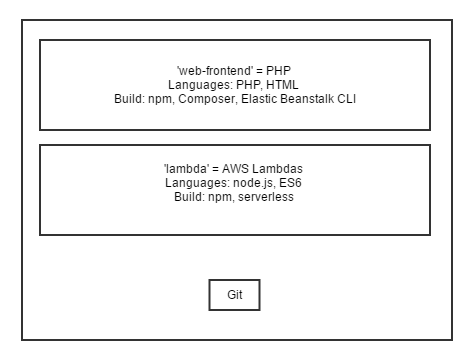 'web-frontend' = PHP
Languages: PHP, HTML
Build: npm, Composer, Elastic Beanstalk CLI
'lambda' = AWS Lambdas
Languages: node.js, ES6
Build: npm, serverless
Git